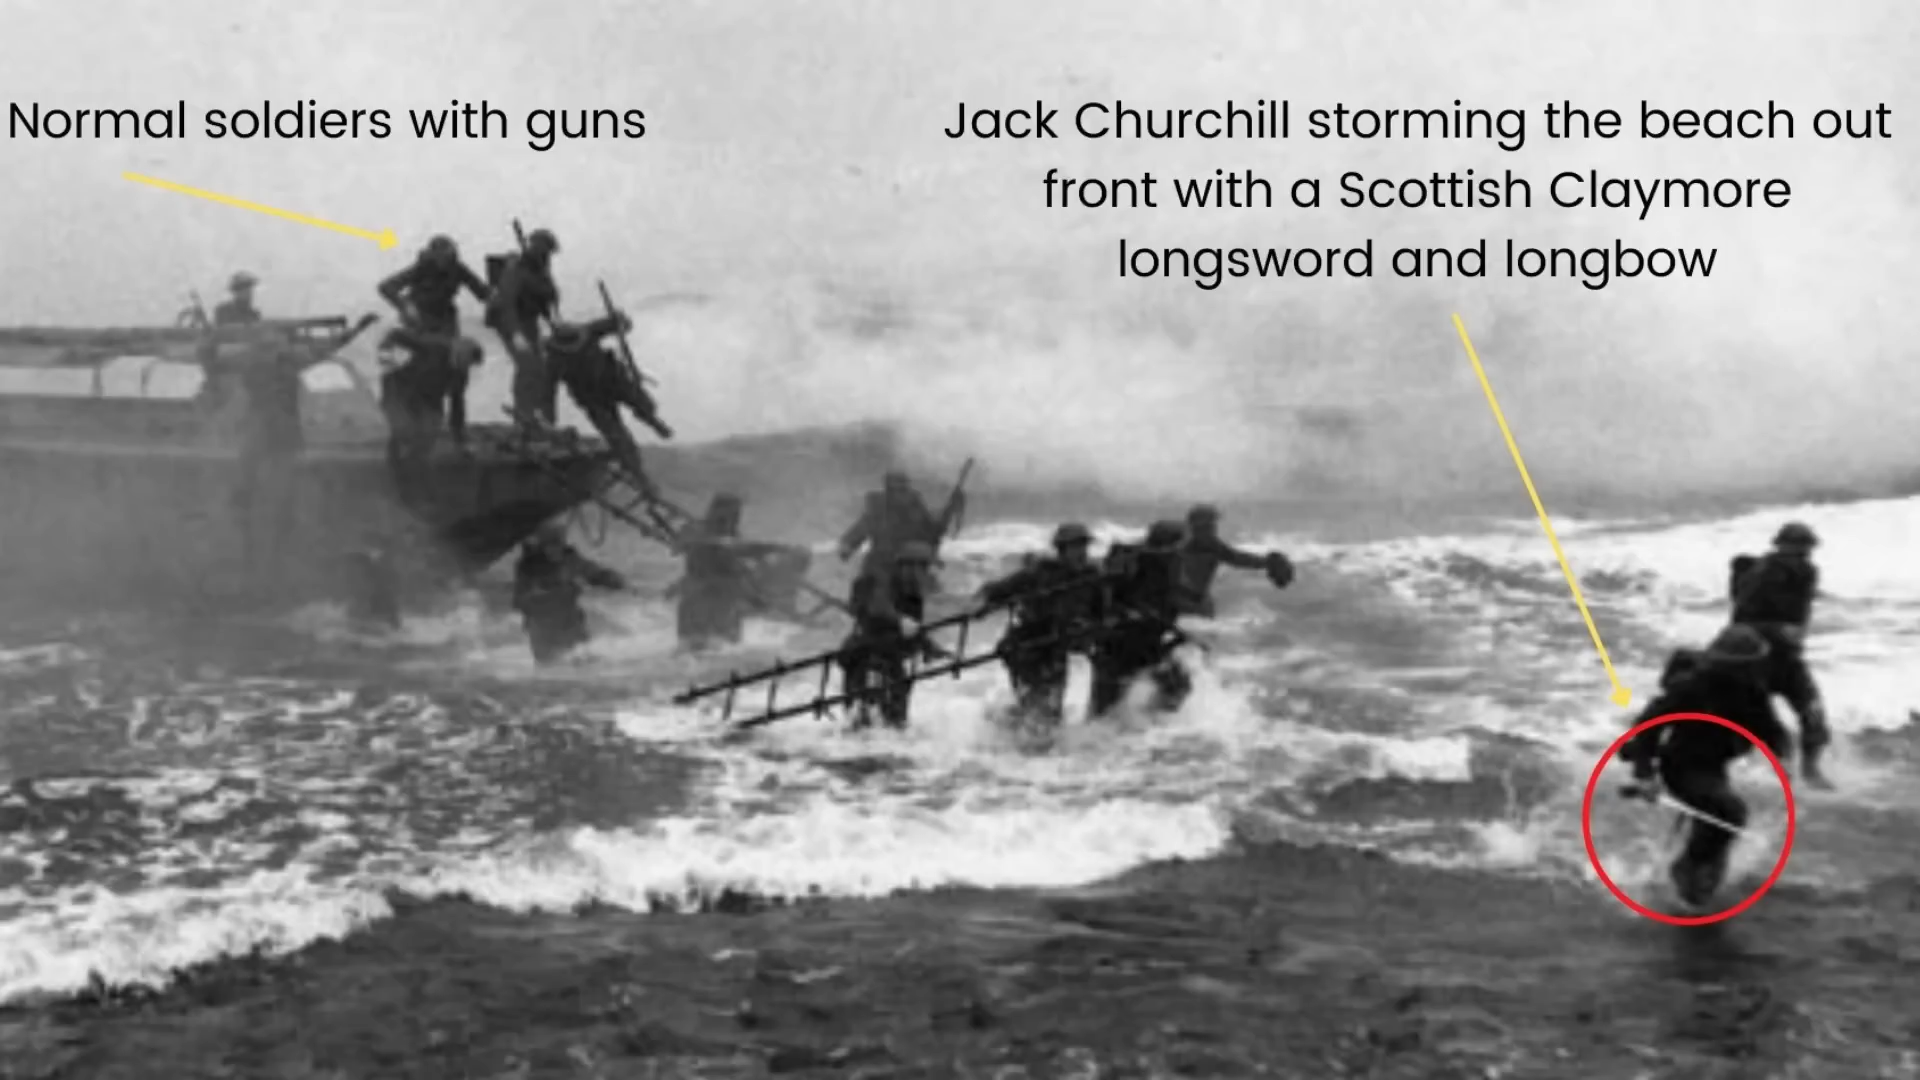 Normal soldiers with guns
Jack Churchill storming the beach out
front with a Scottish Claymore
longsword and longbow